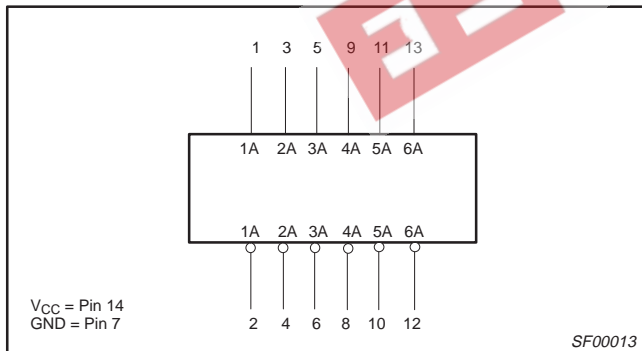 1 3 5 9 11 13
1A 2A 3A 4A 5A 6A
1A 2A 3A 4A 5A 6A
VCC = Pin 14
GND = Pin 7
2 4 6 8 10 12
SF00013